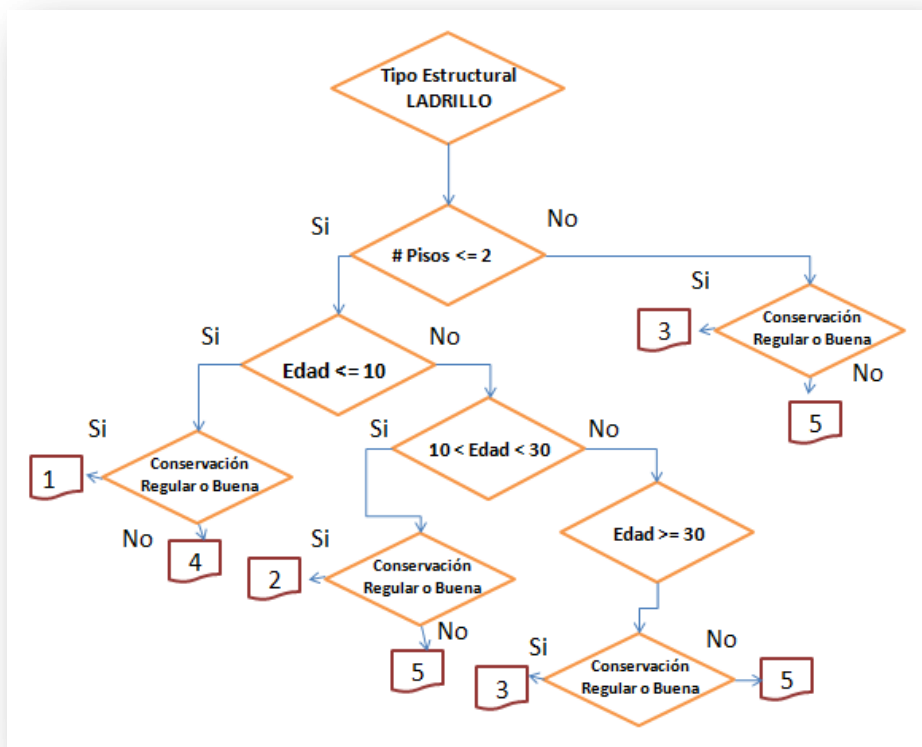 Tipo Estructural
LADRILLO
Si
No
# Pisos <= 2
Si
3
Conservación
Regular o Buena
No
5
Si
No
Edad <= 10
Si
1
Conservación
Regular o Buena
No
4
Si
No
10 < Edad < 30
Si
2
Conservación
Regular o Buena
No
5
Edad >= 30
Si
3
Conservación
Regular o Buena
No
5